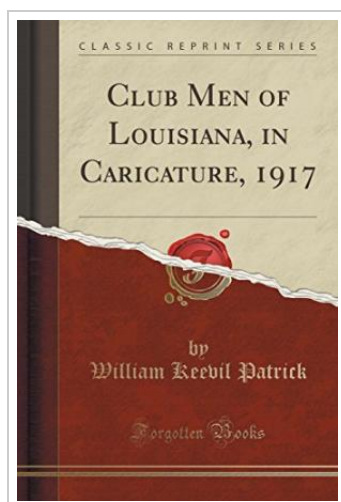 CLASSIC REPRINT SERIES
CLUB MEN OF
LOUISIANA, IN
CARICATURE, 1917
by
William Keevil Patrick
Forgotten Books